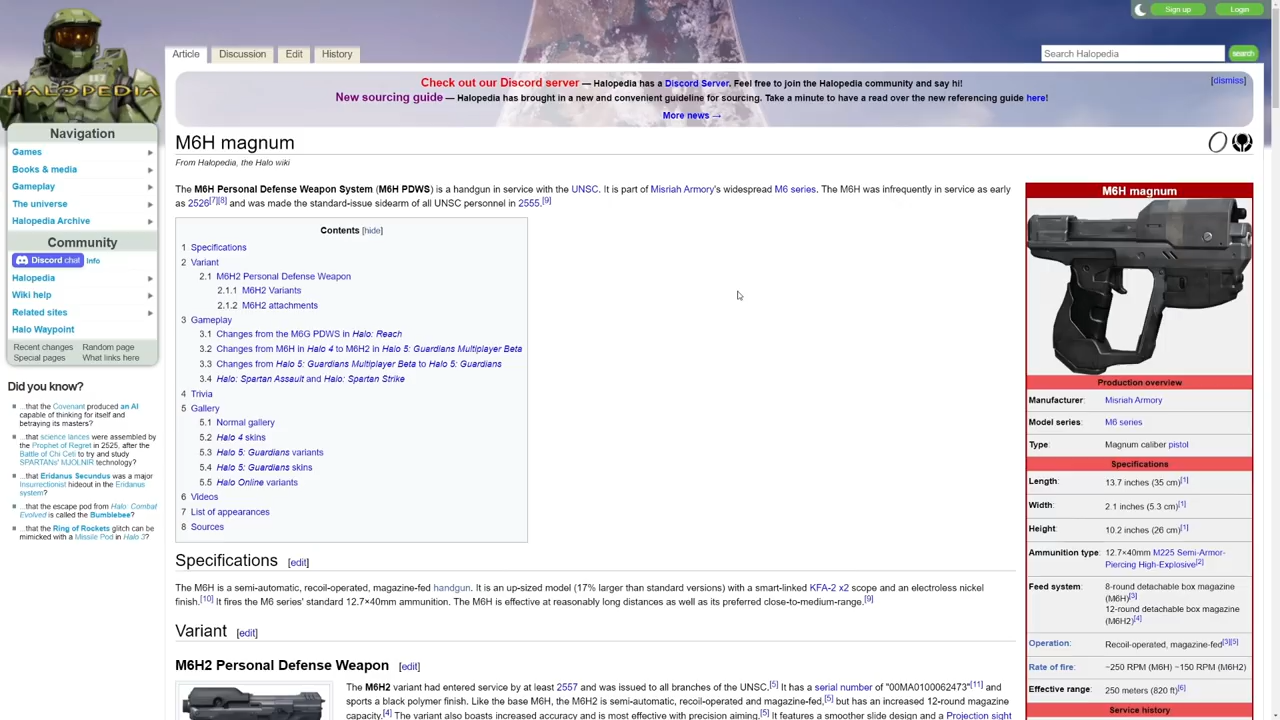 Sign up
Login
Article
Discussion
Edit
History
Search Halopedia
search
HALOPEDIA
Check out our Discord server — Halopedia has a Discord Server. Feel free to join the Halopedia community and say hi!
[dismiss]
New sourcing guide — Halopedia has brought in a new and convenient guideline for sourcing. Take a minute to have a read over the new referencing guide here!
More news →
Navigation
Games
Books & media
Gameplay
The universe
Halopedia Archive
Community
Discord chat Info
Halopedia
Wiki help
Related sites
Halo Waypoint
Recent changes Random page
Special pages What links here
Did you know?
...that the Covenant produced an AI
capable of thinking for itself and
betraying its masters?
...that science lances were assembled by
the Prophet of Regret in 2525, after the
Battle of Chi Ceti to try and study
SPARTANs' MJOLNIR technology?
...that Eridanus Secundus was a major
Insurrectionist hideout in the Eridanus
system?
...that the escape pod from Halo: Combat
Evolved is called the Bumblebee?
...that the Ring of Rockets glitch can be
mimicked with a Missile Pod in Halo 3?
M6H magnum
From Halopedia, the Halo wiki
The M6H Personal Defense Weapon System (M6H PDWS) is a handgun in service with the UNSC. It is part of Misriah Armory's widespread M6 series. The M6H was infrequently in service as early
as 2526[7][8] and was made the standard-issue sidearm of all UNSC personnel in 2555.[9]
Contents [hide]
1 Specifications
2 Variant
2.1 M6H2 Personal Defense Weapon
2.1.1 M6H2 Variants
2.1.2 M6H2 attachments
3 Gameplay
3.1 Changes from the M6G PDWS in Halo: Reach
3.2 Changes from M6H in Halo 4 to M6H2 in Halo 5: Guardians Multiplayer Beta
3.3 Changes from Halo 5: Guardians Multiplayer Beta to Halo 5: Guardians
3.4 Halo: Spartan Assault and Halo: Spartan Strike
4 Trivia
5 Gallery
5.1 Normal gallery
5.2 Halo 4 skins
5.3 Halo 5: Guardians variants
5.4 Halo 5: Guardians skins
5.5 Halo Online variants
6 Videos
7 List of appearances
8 Sources
Specifications [edit]
The M6H is a semi-automatic, recoil-operated, magazine-fed handgun. It is an up-sized model (17% larger than standard versions) with a smart-linked KFA-2 x2 scope and an electroless nickel
finish.[10] It fires the M6 series' standard 12.7×40mm ammunition. The M6H is effective at reasonably long distances as well as its preferred close-to-medium-range.[9]
Variant [edit]
M6H2 Personal Defense Weapon [edit]
The M6H2 variant had entered service by at least 2557 and was issued to all branches of the UNSC.[5] It has a serial number of "00MA0100062473"[11] and
sports a black polymer finish. Like the base M6H, the M6H2 is semi-automatic, recoil-operated and magazine-fed,[5] but has an increased 12-round magazine
capacity.[4] The variant also boasts increased accuracy and is most effective with precision aiming.[5] It features a smoother slide design and a Projection sight
M6H magnum
Production overview
Manufacturer: Misriah Armory
Model series: M6 series
Type: Magnum caliber pistol
Specifications
Length: 13.7 inches (35 cm)[1]
Width: 2.1 inches (5.3 cm)[1]
Height: 10.2 inches (26 cm)[1]
Ammunition type: 12.7×40mm M225 Semi-Armor-
Piercing High-Explosive[2]
Feed system: 8-round detachable box magazine
(M6H)[3]
12-round detachable box magazine
(M6H2)[4]
Operation: Recoil-operated, magazine-fed[3][5]
Rate of fire: ~250 RPM (M6H) ~150 RPM (M6H2)
Effective range: 250 meters (820 ft)[6]
Service history